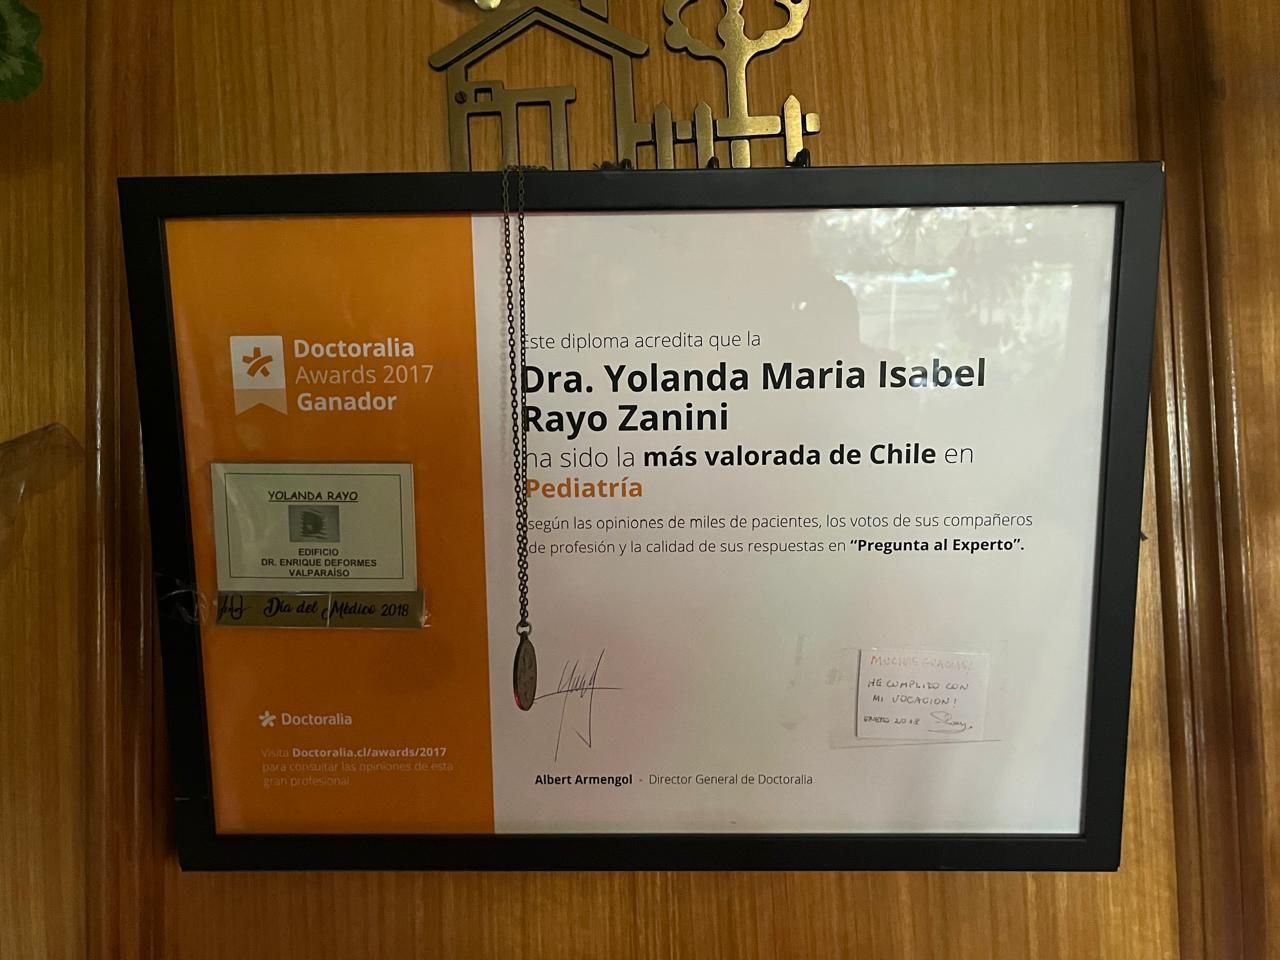 Doctoralia
Awards 2017
Ganador
YOLANDA RAYO
EDIFICIO
DR. ENRIQUE DEFORMES
VALPARAÍSO
Día del Médico 2018
Doctoralia
Visita Doctoralia.cl/awards/2017
para consultar las opiniones de esta
gran profesional.
Este diploma acredita que la
Dra. Yolanda Maria Isabel
Rayo Zanini
ha sido la más valorada de Chile en
Pediatría
según las opiniones de miles de pacientes, los votos de sus compañeros
de profesión y la calidad de sus respuestas en “Pregunta al Experto”.
GRACIAS!
HE CUMPLIDO CON
MI VOCACION!
ENERO 2018
Albert Armengol - Director General de Doctoralia